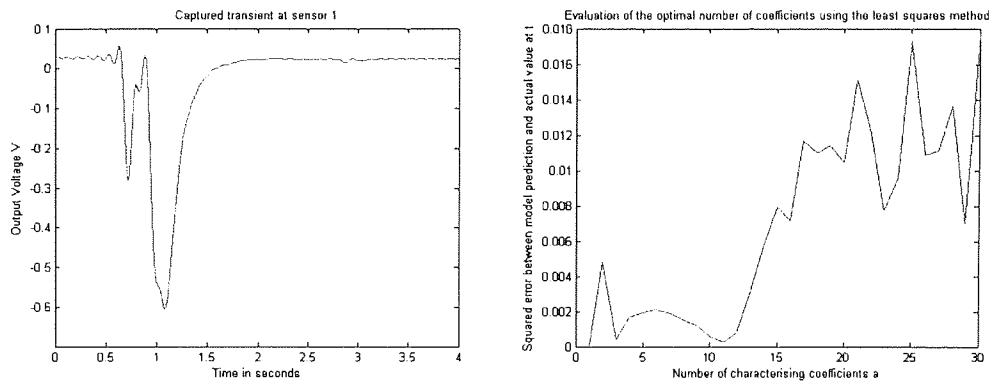 Captured transient at sensor 1
0.1
0
-0.1
-0.2
-0.3
-0.4
-0.5
-0.6
Output Voltage V
0 0.5 1 1.5 2 2.5 3 3.5 4
Time in seconds
Evaluation of the optimal number of coefficients using the least squares method
0.018
0.016
0.014
0.012
0.01
0.008
0.006
0.004
0.002
0
Squared error between model prediction and actual value at t
0 5 10 15 20 25 30
Number of characterising coefficients a